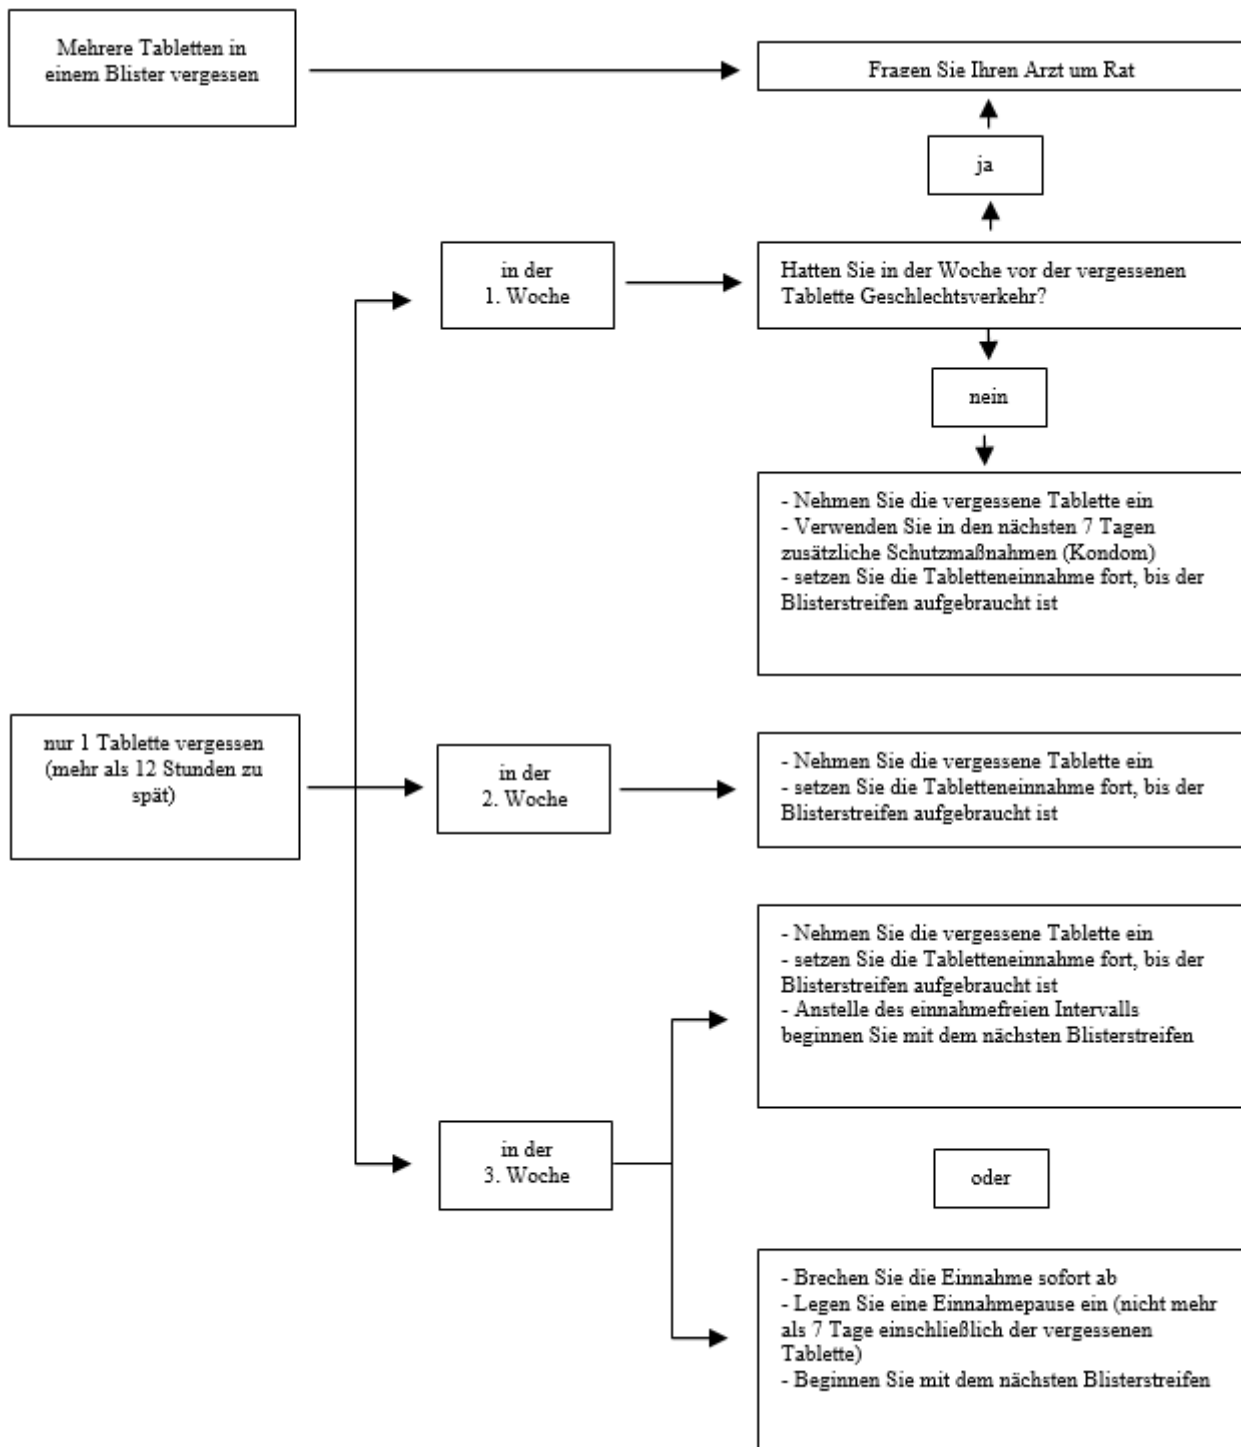 Mehrere Tabletten in
einem Blister vergessen
Fragen Sie Ihren Arzt um Rat
ja
in der
1. Woche
Hatten Sie in der Woche vor der vergessenen
Tablette Geschlechtsverkehr?
nein
- Nehmen Sie die vergessene Tablette ein
- Verwenden Sie in den nächsten 7 Tagen
zusätzliche Schutzmaßnahmen (Kondom)
- setzen Sie die Tabletteneinnahme fort, bis der
Blisterstreifen aufgebraucht ist
nur 1 Tablette vergessen
(mehr als 12 Stunden zu
spät)
in der
2. Woche
- Nehmen Sie die vergessene Tablette ein
- setzen Sie die Tabletteneinnahme fort, bis der
Blisterstreifen aufgebraucht ist
- Nehmen Sie die vergessene Tablette ein
- setzen Sie die Tabletteneinnahme fort, bis der
Blisterstreifen aufgebraucht ist
- Anstelle des einnahmefreien Intervalls
beginnen Sie mit dem nächsten Blisterstreifen
in der
3. Woche
oder
- Brechen Sie die Einnahme sofort ab
- Legen Sie eine Einnahmepause ein (nicht mehr
als 7 Tage einschließlich der vergessenen
Tablette)
- Beginnen Sie mit dem nächsten Blisterstreifen